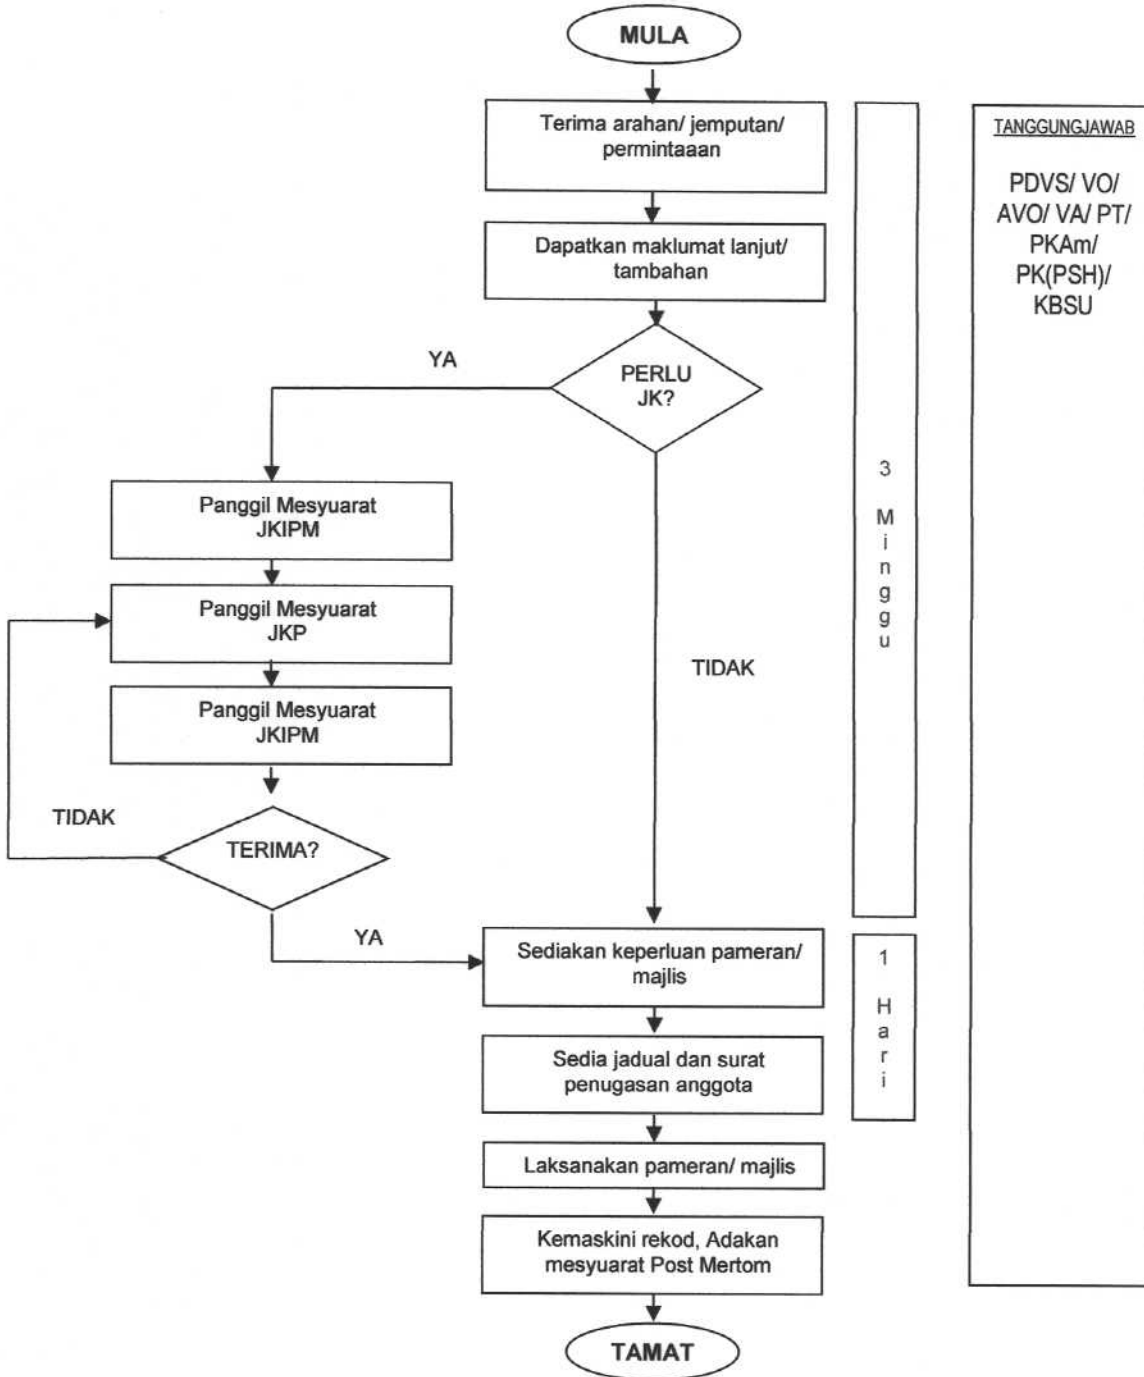 MULA
Terima arahan/ jemputan/
permintaaan
TANGGUNGJAWAB
PDVS/ VO/
AVO/ VA/ PT/
PKAm/
PK(PSH)/
KBSU
Dapatkan maklumat lanjut/
tambahan
PERLU
JK?
YA
Panggil Mesyuarat
JKIPM
Panggil Mesyuarat
JKP
Panggil Mesyuarat
JKIPM
TERIMA?
TIDAK
YA
TIDAK
3
M
i
n
g
g
u
Sediakan keperluan pameran/
majlis
Sedia jadual dan surat
penugasan anggota
1
H
a
r
i
Laksanakan pameran/ majlis
Kemaskini rekod, Adakan
mesyuarat Post Mertom
TAMAT